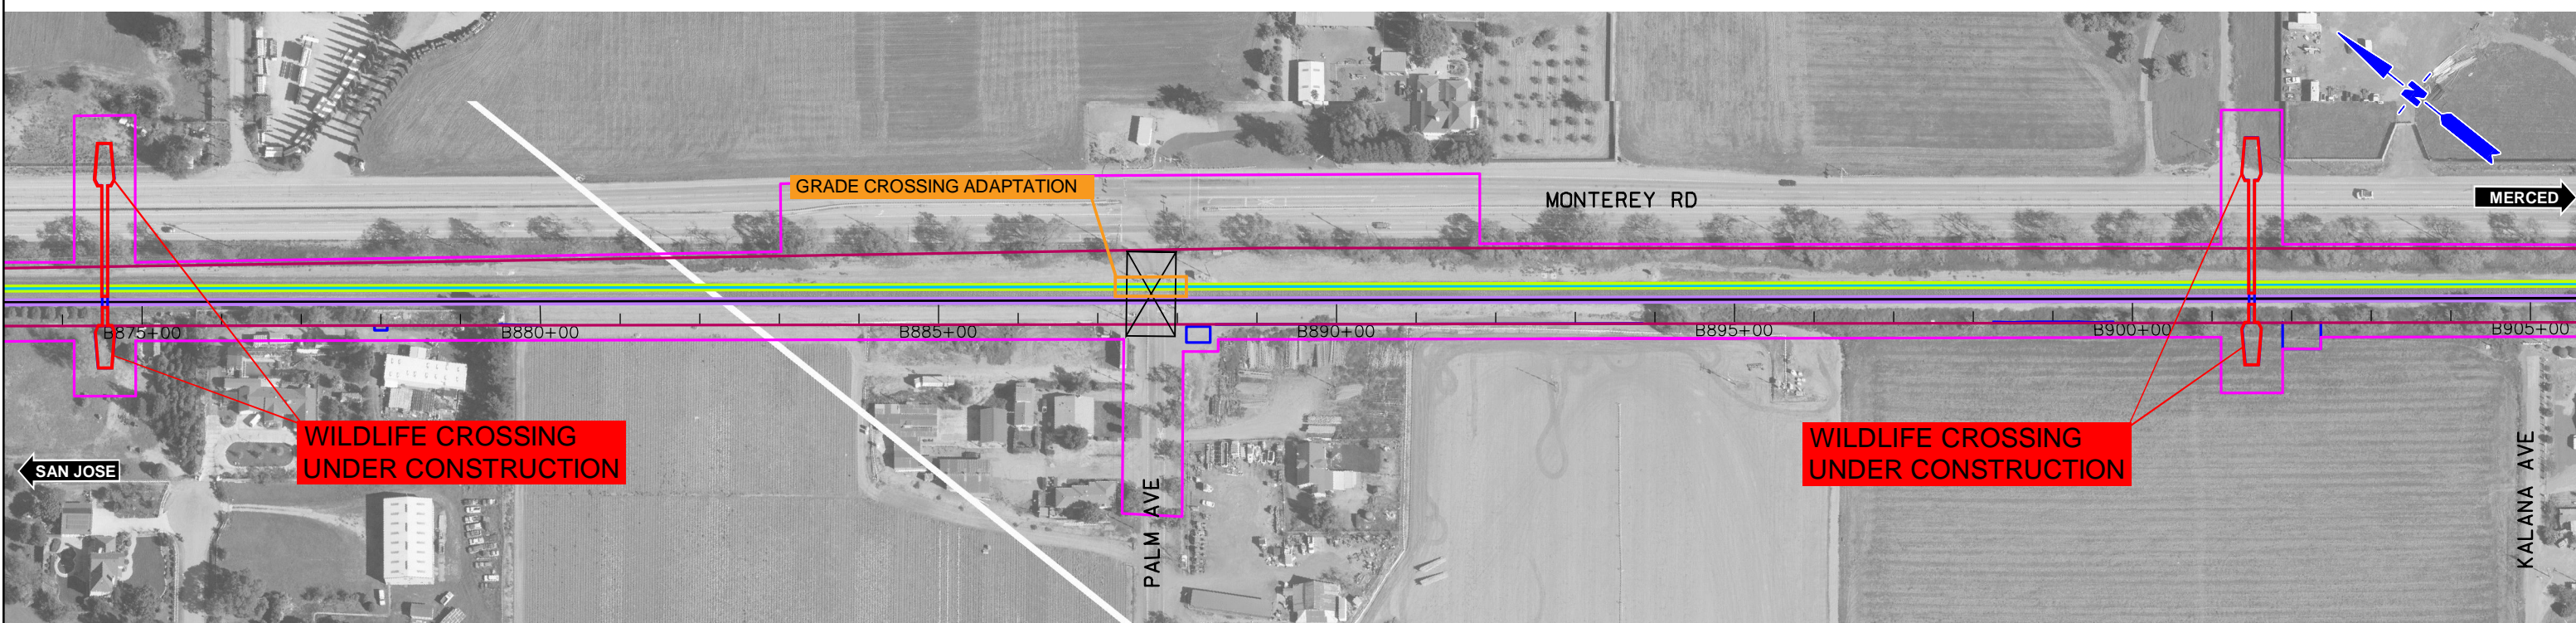 N
GRADE CROSSING ADAPTATION
MONTEREY RD
MERCED
B875+00
B880+00
B885+00
B890+00
B895+00
B900+00
B905+00
WILDLIFE CROSSING
UNDER CONSTRUCTION
WILDLIFE CROSSING
UNDER CONSTRUCTION
SAN JOSE
PALM AVE
KALANA AVE